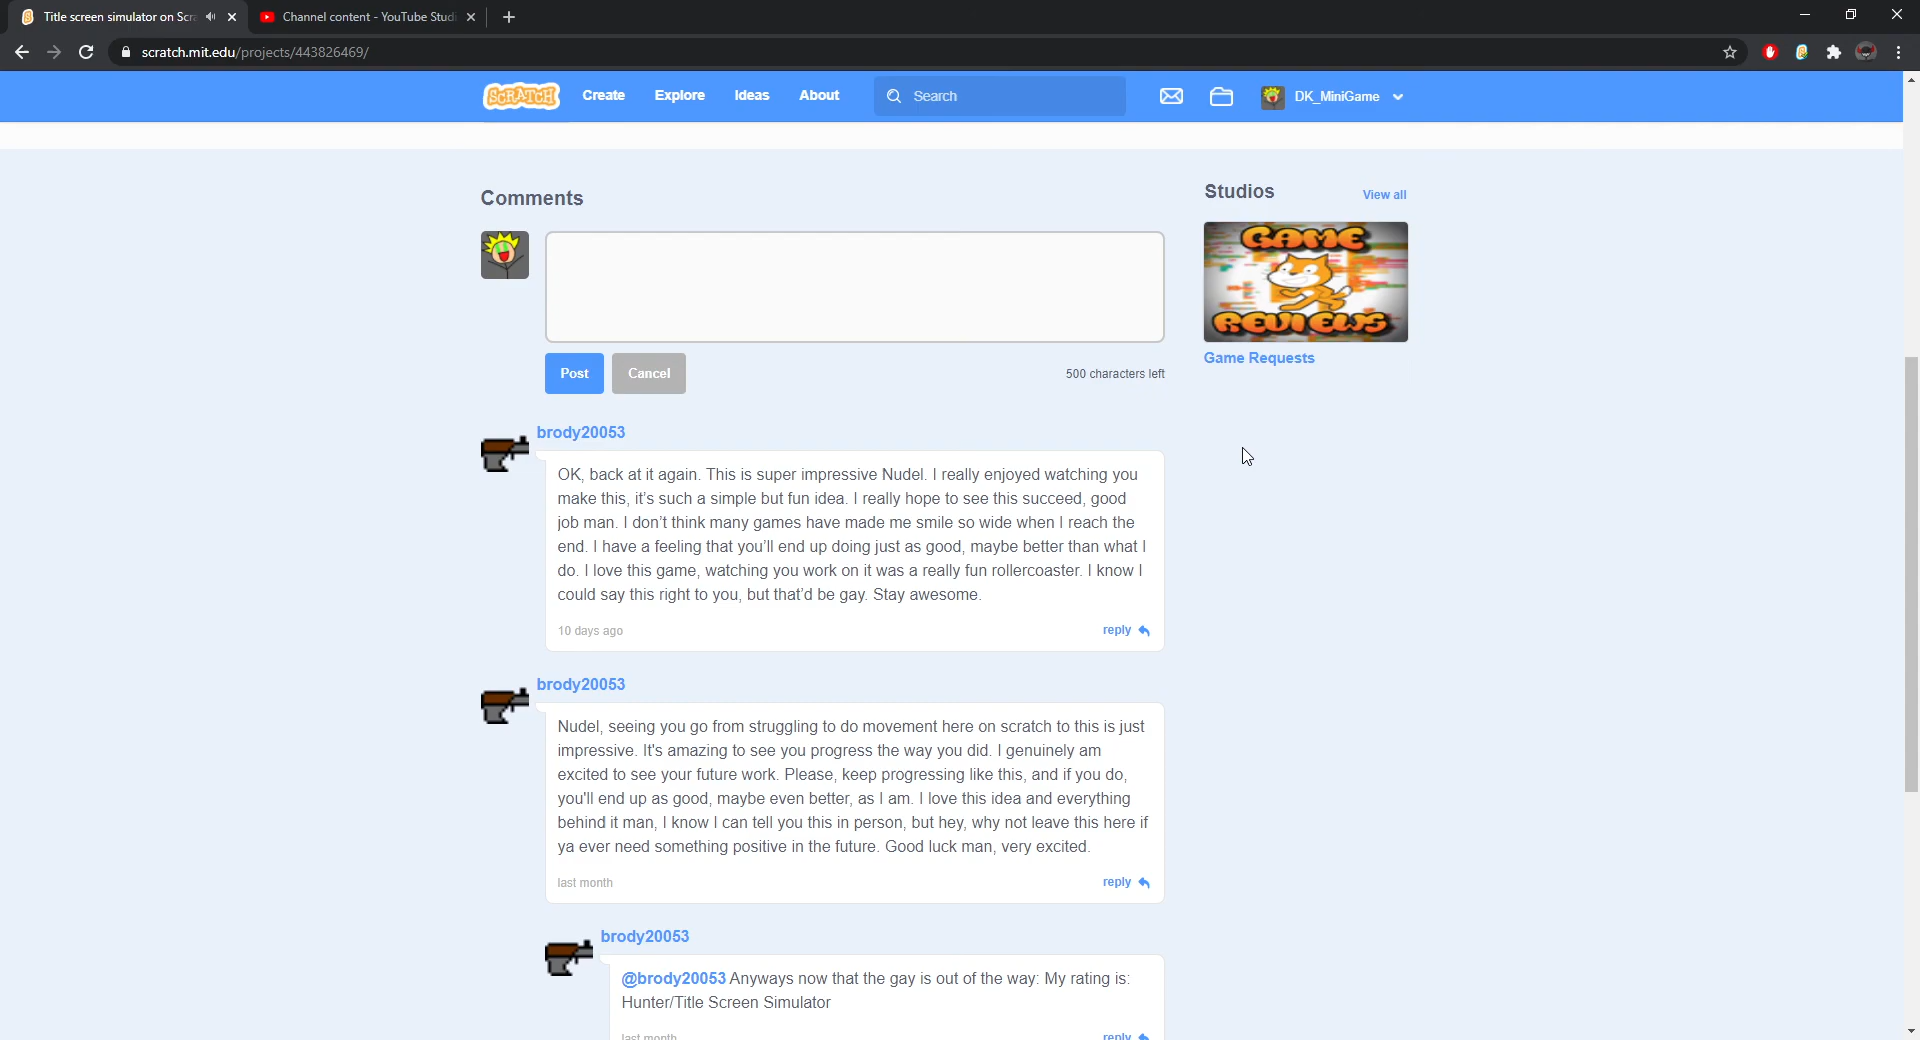 Title screen simulator on Scra
Channel content - YouTube Studi
scratch.mit.edu/projects/443826469/
SCRATCH
Create
Explore
Ideas
About
Search
DK_MiniGame
Comments
Studios
View all
GAME
REVIEWS
Game Requests
Post
Cancel
500 characters left
brody20053
OK, back at it again. This is super impressive Nudel. I really enjoyed watching you
make this, it’s such a simple but fun idea. I really hope to see this succeed, good
job man. I don’t think many games have made me smile so wide when I reach the
end. I have a feeling that you’ll end up doing just as good, maybe better than what I
do. I love this game, watching you work on it was a really fun rollercoaster. I know I
could say this right to you, but that’d be gay. Stay awesome.
10 days ago
reply
brody20053
Nudel, seeing you go from struggling to do movement here on scratch to this is just
impressive. It's amazing to see you progress the way you did. I genuinely am
excited to see your future work. Please, keep progressing like this, and if you do,
you'll end up as good, maybe even better, as I am. I love this idea and everything
behind it man, I know I can tell you this in person, but hey, why not leave this here if
ya ever need something positive in the future. Good luck man, very excited.
last month
reply
brody20053
@brody20053 Anyways now that the gay is out of the way: My rating is:
Hunter/Title Screen Simulator
last month
reply